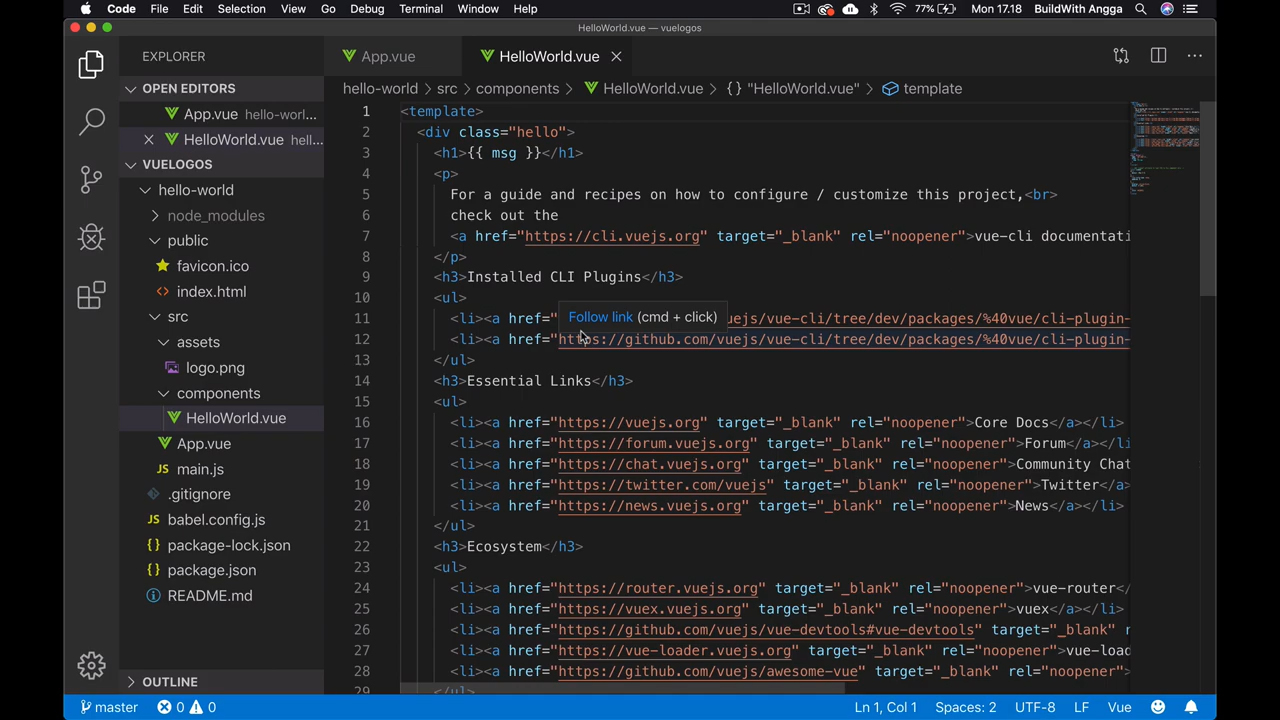 Code File Edit Selection View Go Debug Terminal Window Help 77% Mon 17.18 BuildWith Angga
HelloWorld.vue — vuelogos
EXPLORER
OPEN EDITORS
App.vue hello-wor...
HelloWorld.vue hello-...
VUELOGOS
hello-world
node_modules
public
favicon.ico
index.html
src
assets
logo.png
components
HelloWorld.vue
App.vue
JS main.js
.gitignore
JS babel.config.js
{} package-lock.json
{} package.json
README.md
OUTLINE
App.vue HelloWorld.vue
hello-world > src > components > HelloWorld.vue > {} "HelloWorld.vue" > template
1 <template>
2 <div class="hello">
3 <h1>{{ msg }}</h1>
4 <p>
5 For a guide and recipes on how to configure / customize this project,<br>
6 check out the
7 <a href="https://cli.vuejs.org" target="_blank" rel="noopener">vue-cli documentati
8 </p>
9 <h3>Installed CLI Plugins</h3>
10 <ul>
Follow link (cmd + click)
11 <li><a href=" uejs/vue-cli/tree/dev/packages/%40vue/cli-plugin-
12 <li><a href="https://github.com/vuejs/vue-cli/tree/dev/packages/%40vue/cli-plugin-
13 </ul>
14 <h3>Essential Links</h3>
15 <ul>
16 <li><a href="https://vuejs.org" target="_blank" rel="noopener">Core Docs</a></li>
17 <li><a href="https://forum.vuejs.org" target="_blank" rel="noopener">Forum</a></li
18 <li><a href="https://chat.vuejs.org" target="_blank" rel="noopener">Community Chat
19 <li><a href="https://twitter.com/vuejs" target="_blank" rel="noopener">Twitter</a>
20 <li><a href="https://news.vuejs.org" target="_blank" rel="noopener">News</a></li>
21 </ul>
22 <h3>Ecosystem</h3>
23 <ul>
24 <li><a href="https://router.vuejs.org" target="_blank" rel="noopener">vue-router</
25 <li><a href="https://vuex.vuejs.org" target="_blank" rel="noopener">vuex</a></li>
26 <li><a href="https://github.com/vuejs/vue-devtools#vue-devtools" target="_blank" r
27 <li><a href="https://vue-loader.vuejs.org" target="_blank" rel="noopener">vue-load
28 <li><a href="https://github.com/vuejs/awesome-vue" target="_blank" rel="noopener">
29 </ul>
master 0 0 Ln 1, Col 1 Spaces: 2 UTF-8 LF Vue